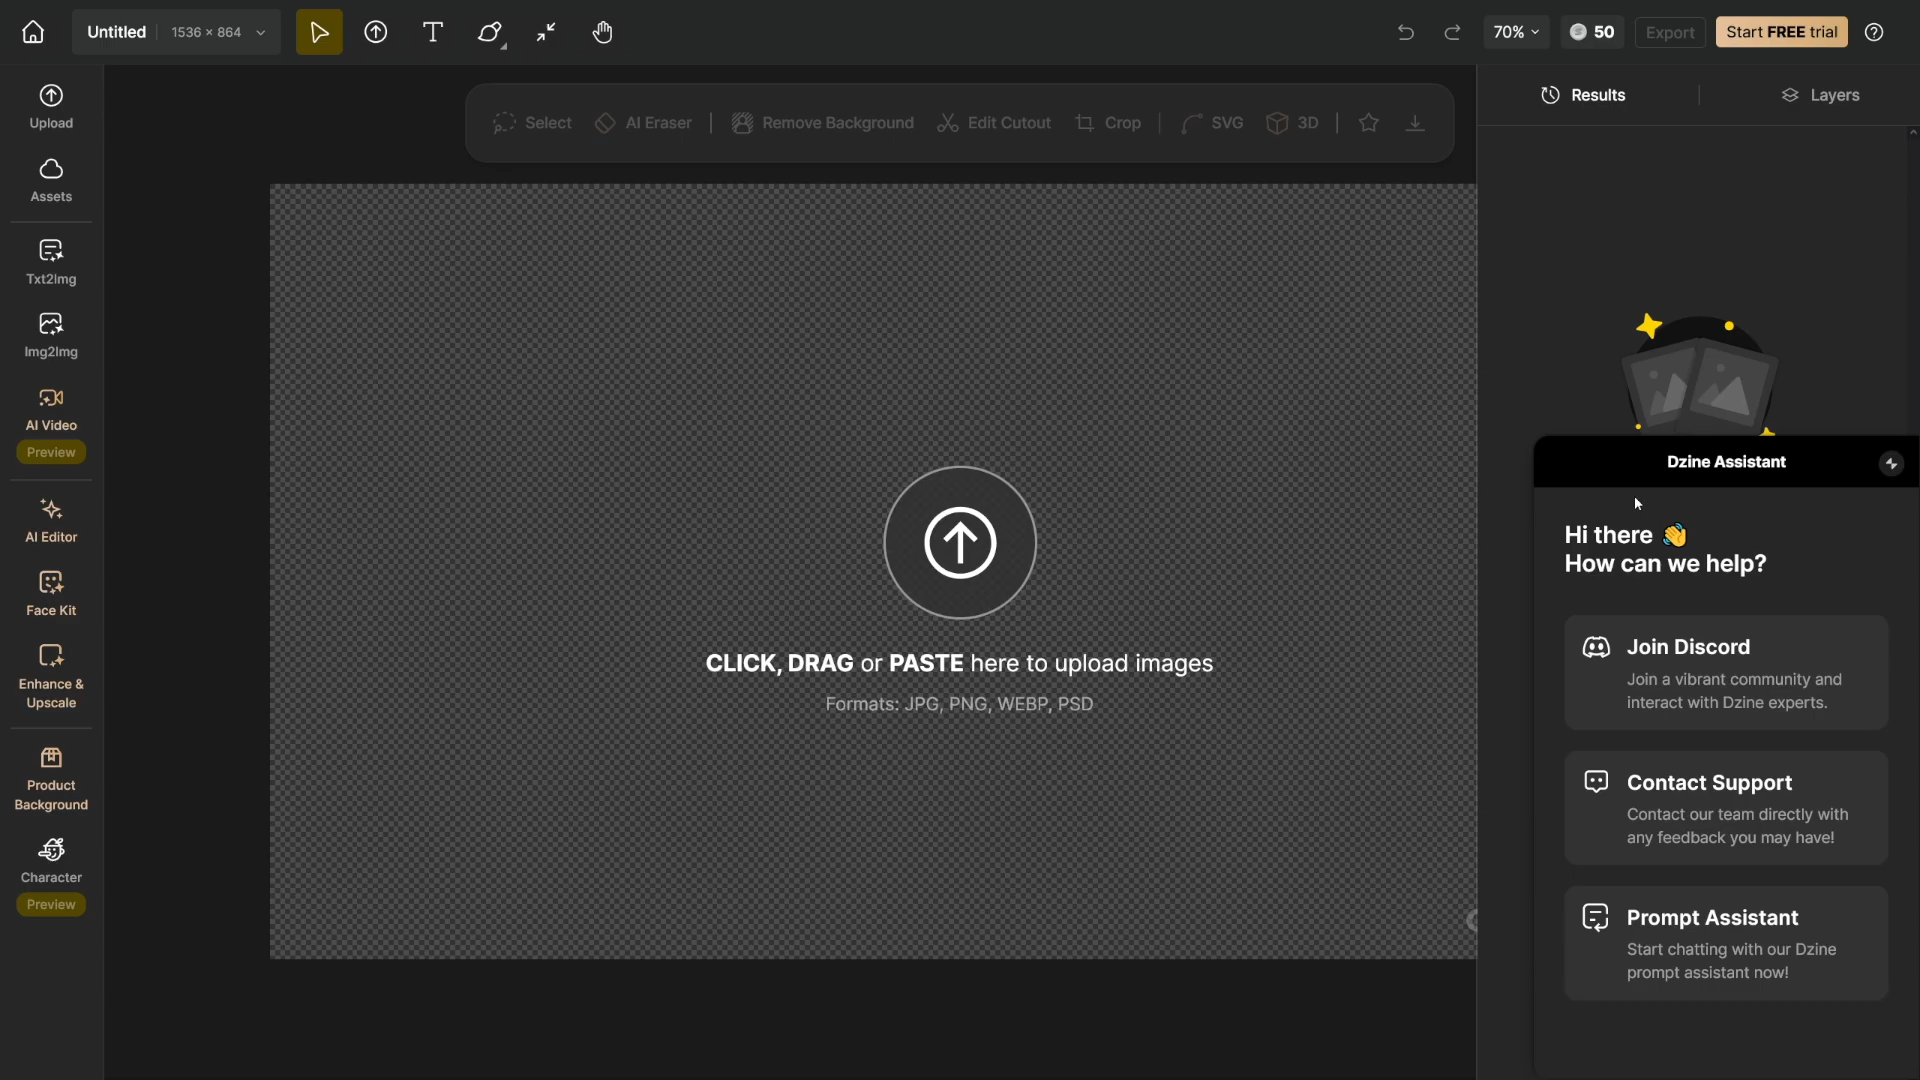 Untitled
1536 × 864
70%
50
Export
Start FREE trial
Upload
Assets
Txt2Img
Img2Img
AI Video
Preview
AI Editor
Face Kit
Enhance &
Upscale
Product
Background
Character
Preview
Select
AI Eraser
Remove Background
Edit Cutout
Crop
SVG
3D
CLICK, DRAG or PASTE here to upload images
Formats: JPG, PNG, WEBP, PSD
Results
Layers
Dzine Assistant
Hi there 👋
How can we help?
Join Discord
Join a vibrant community and
interact with Dzine experts.
Contact Support
Contact our team directly with
any feedback you may have!
Prompt Assistant
Start chatting with our Dzine
prompt assistant now!